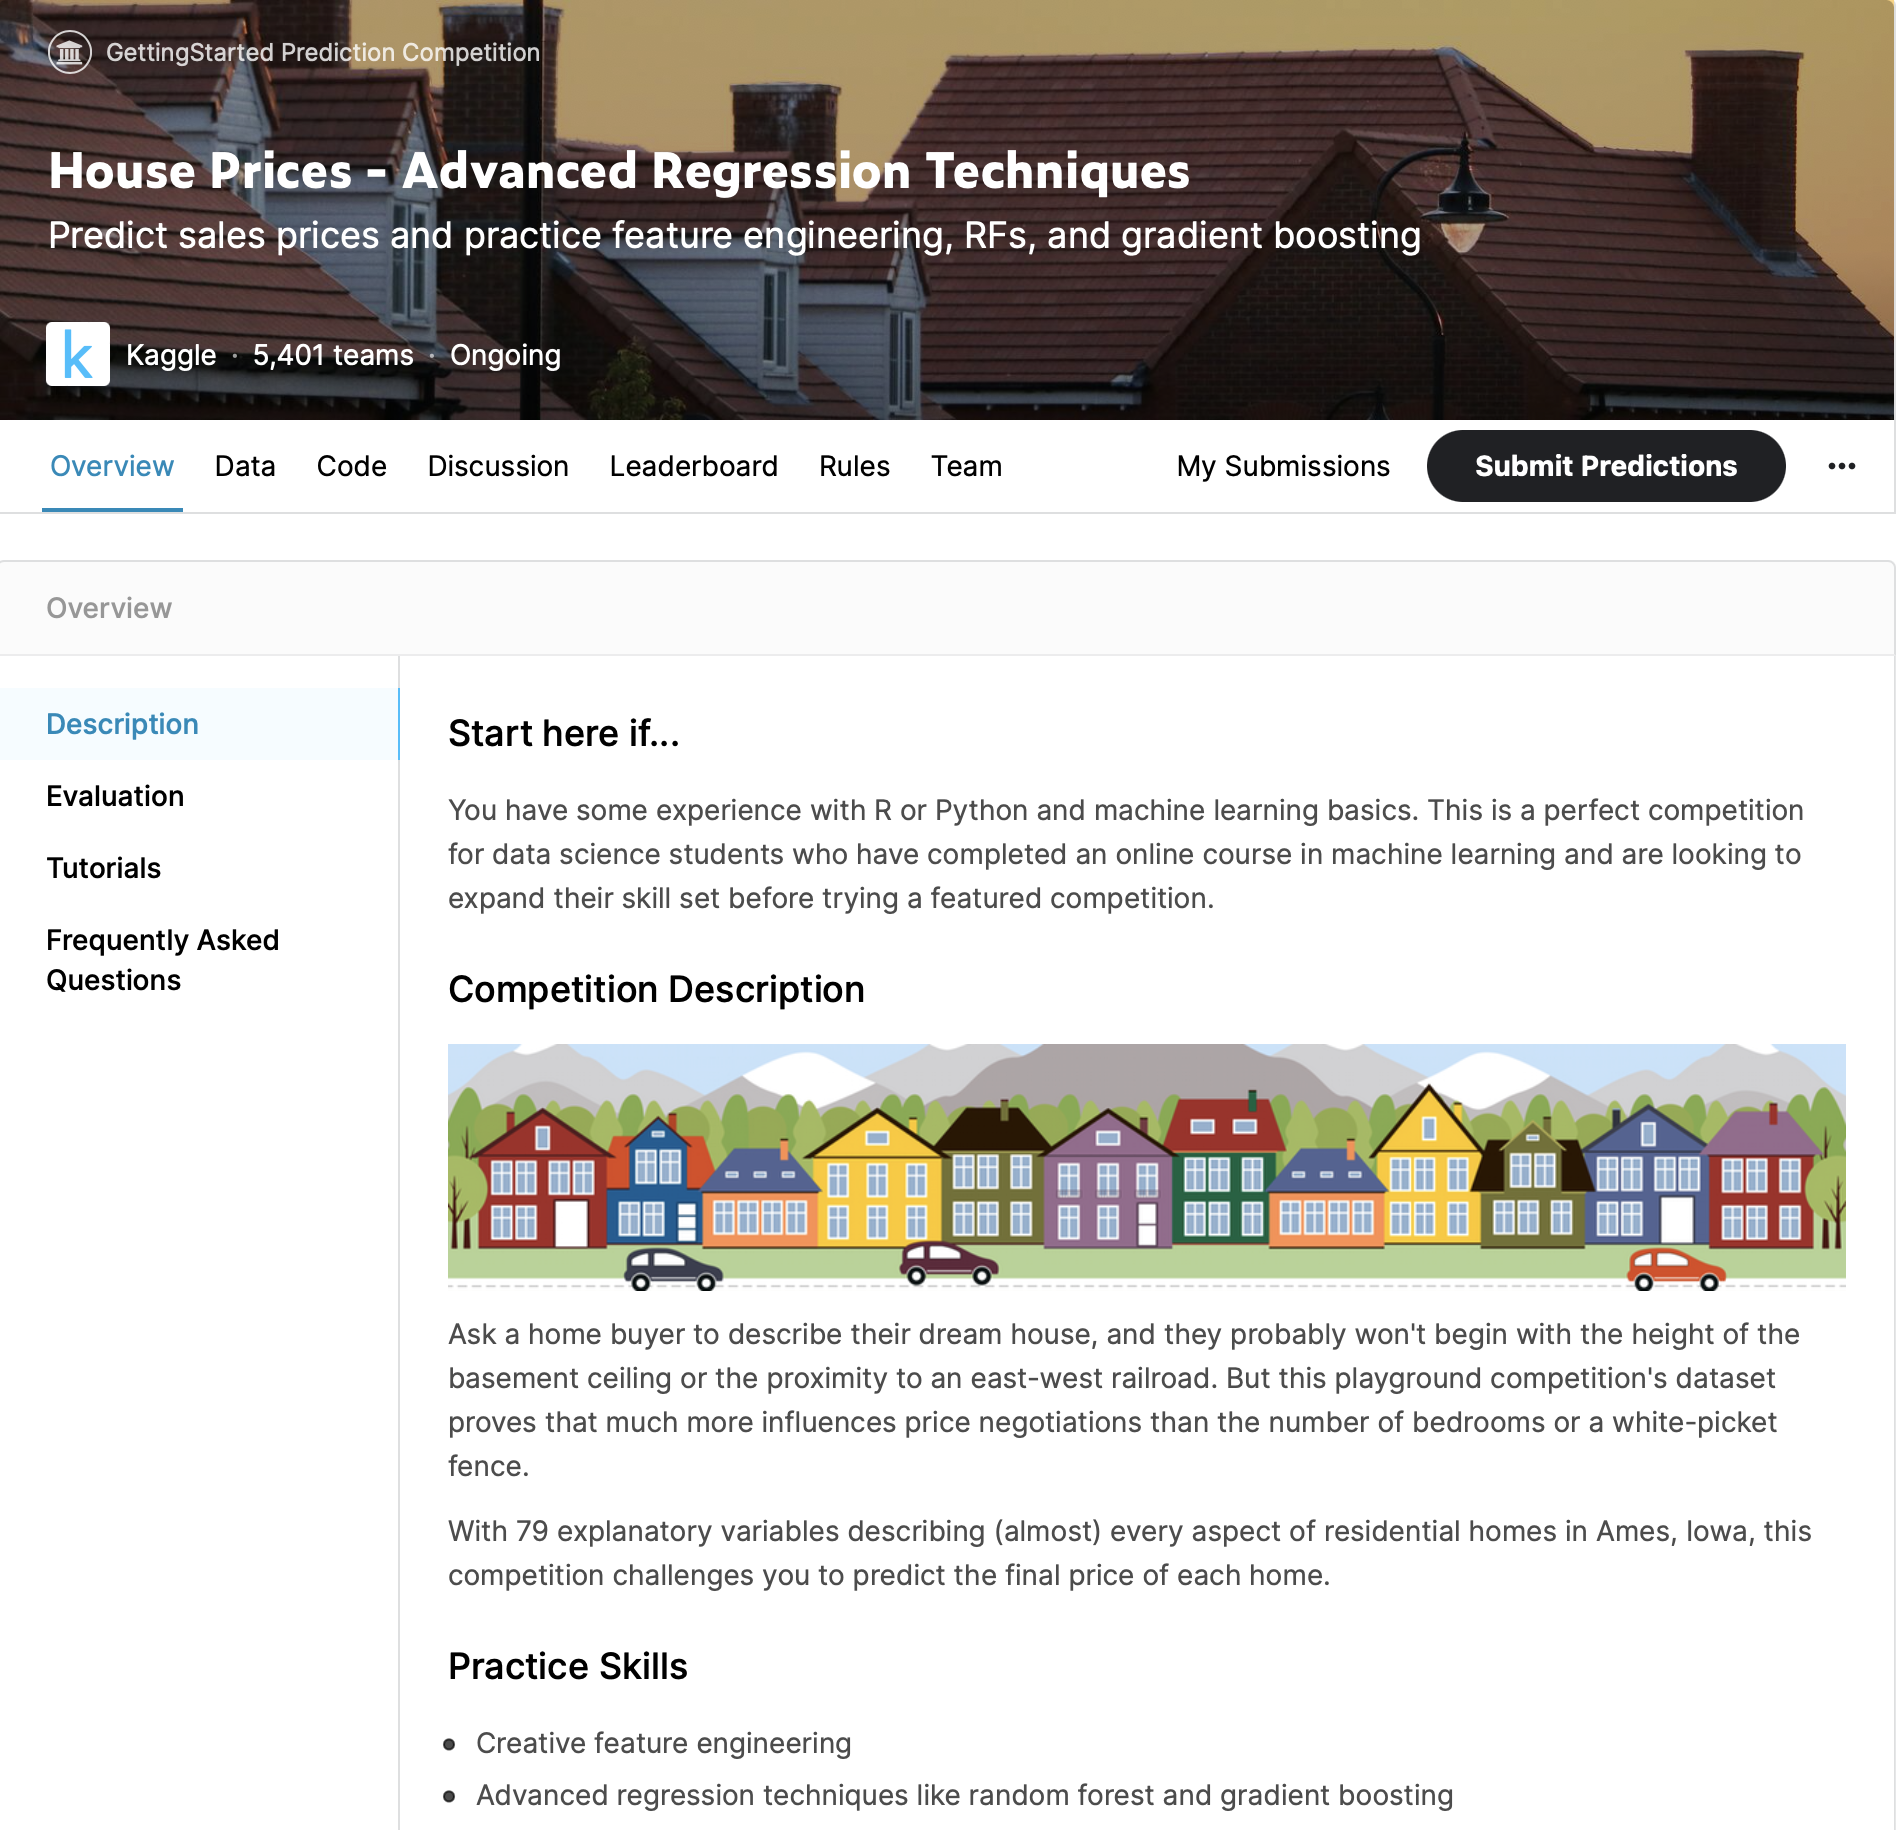 GettingStarted Prediction Competition
House Prices - Advanced Regression Techniques
Predict sales prices and practice feature engineering, RFs, and gradient boosting
k
Kaggle · 5,401 teams · Ongoing
Overview Data Code Discussion Leaderboard Rules Team My Submissions Submit Predictions •••
Overview
Description
Evaluation
Tutorials
Frequently Asked
Questions
Start here if...
You have some experience with R or Python and machine learning basics. This is a perfect competition
for data science students who have completed an online course in machine learning and are looking to
expand their skill set before trying a featured competition.
Competition Description
Ask a home buyer to describe their dream house, and they probably won't begin with the height of the
basement ceiling or the proximity to an east-west railroad. But this playground competition's dataset
proves that much more influences price negotiations than the number of bedrooms or a white-picket
fence.
With 79 explanatory variables describing (almost) every aspect of residential homes in Ames, Iowa, this
competition challenges you to predict the final price of each home.
Practice Skills
• Creative feature engineering
• Advanced regression techniques like random forest and gradient boosting